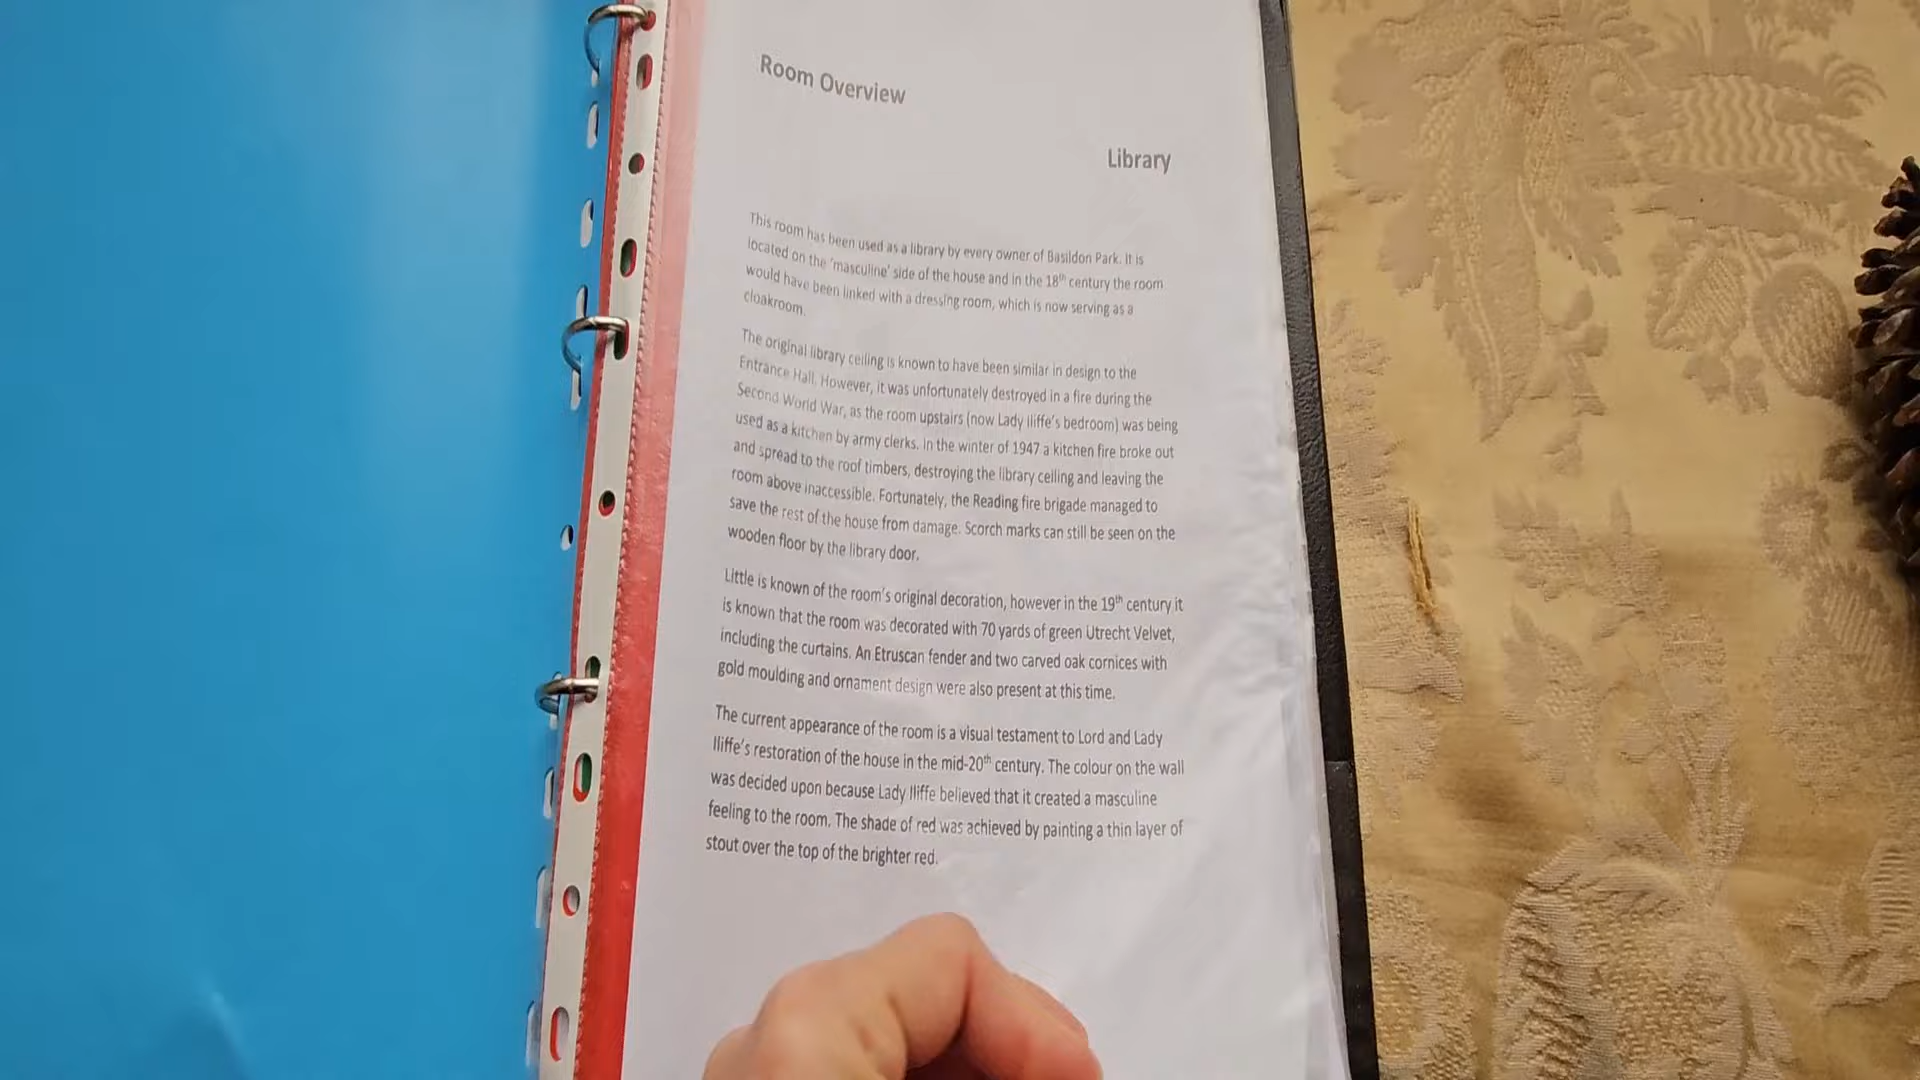 Room Overview
Library
This room has been used as a library by every owner of Basildon Park. It is
located on the 'masculine' side of the house and in the 18th century the room
would have been linked with a dressing room, which is now serving as a
cloakroom.
The original library ceiling is known to have been similar in design to the
Entrance Hall. However, it was unfortunately destroyed in a fire during the
Second World War, as the room upstairs (now Lady Iliffe's bedroom) was being
used as a kitchen by army clerks. In the winter of 1947 a kitchen fire broke out
and spread to the roof timbers, destroying the library ceiling and leaving the
room above inaccessible. Fortunately, the Reading fire brigade managed to
save the rest of the house from damage. Scorch marks can still be seen on the
wooden floor by the library door.
Little is known of the room's original decoration, however in the 19th century it
is known that the room was decorated with 70 yards of green Utrecht Velvet,
including the curtains. An Etruscan fender and two carved oak cornices with
gold moulding and ornament design were also present at this time.
The current appearance of the room is a visual testament to Lord and Lady
Iliffe's restoration of the house in the mid-20th century. The colour on the wall
was decided upon because Lady Iliffe believed that it created a masculine
feeling to the room. The shade of red was achieved by painting a thin layer of
stout over the top of the brighter red.